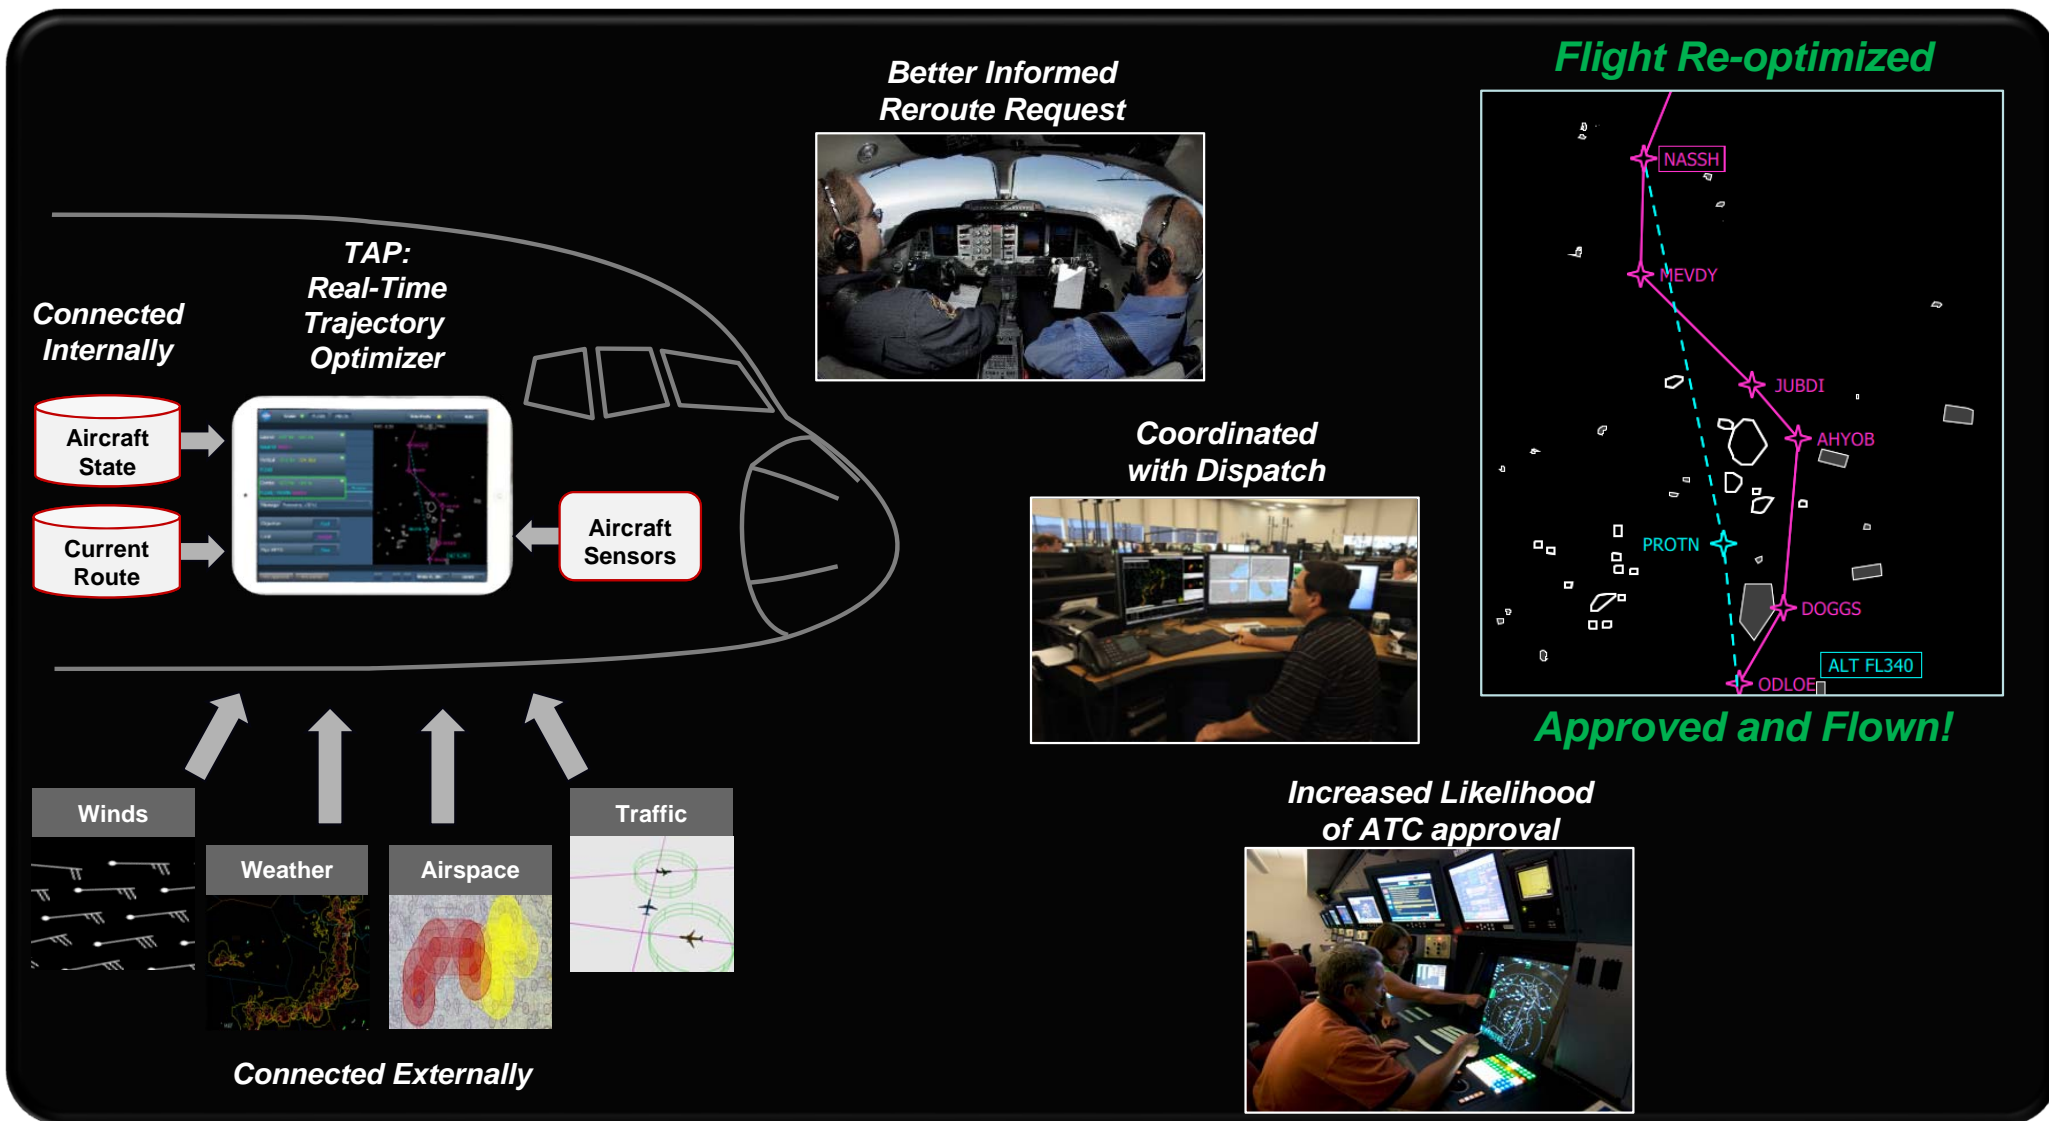 Connected
Internally
Aircraft
State
Current
Route
TAP:
Real-Time
Trajectory
Optimizer
Aircraft
Sensors
Winds
Weather
Airspace
Traffic
Connected Externally
Better Informed
Reroute Request
Coordinated
with Dispatch
Increased Likelihood
of ATC approval
Flight Re-optimized
NASSH
MEVDY
JUBDI
AHYOB
PROTN
DOGGS
ALT FL340
ODLOE
Approved and Flown!